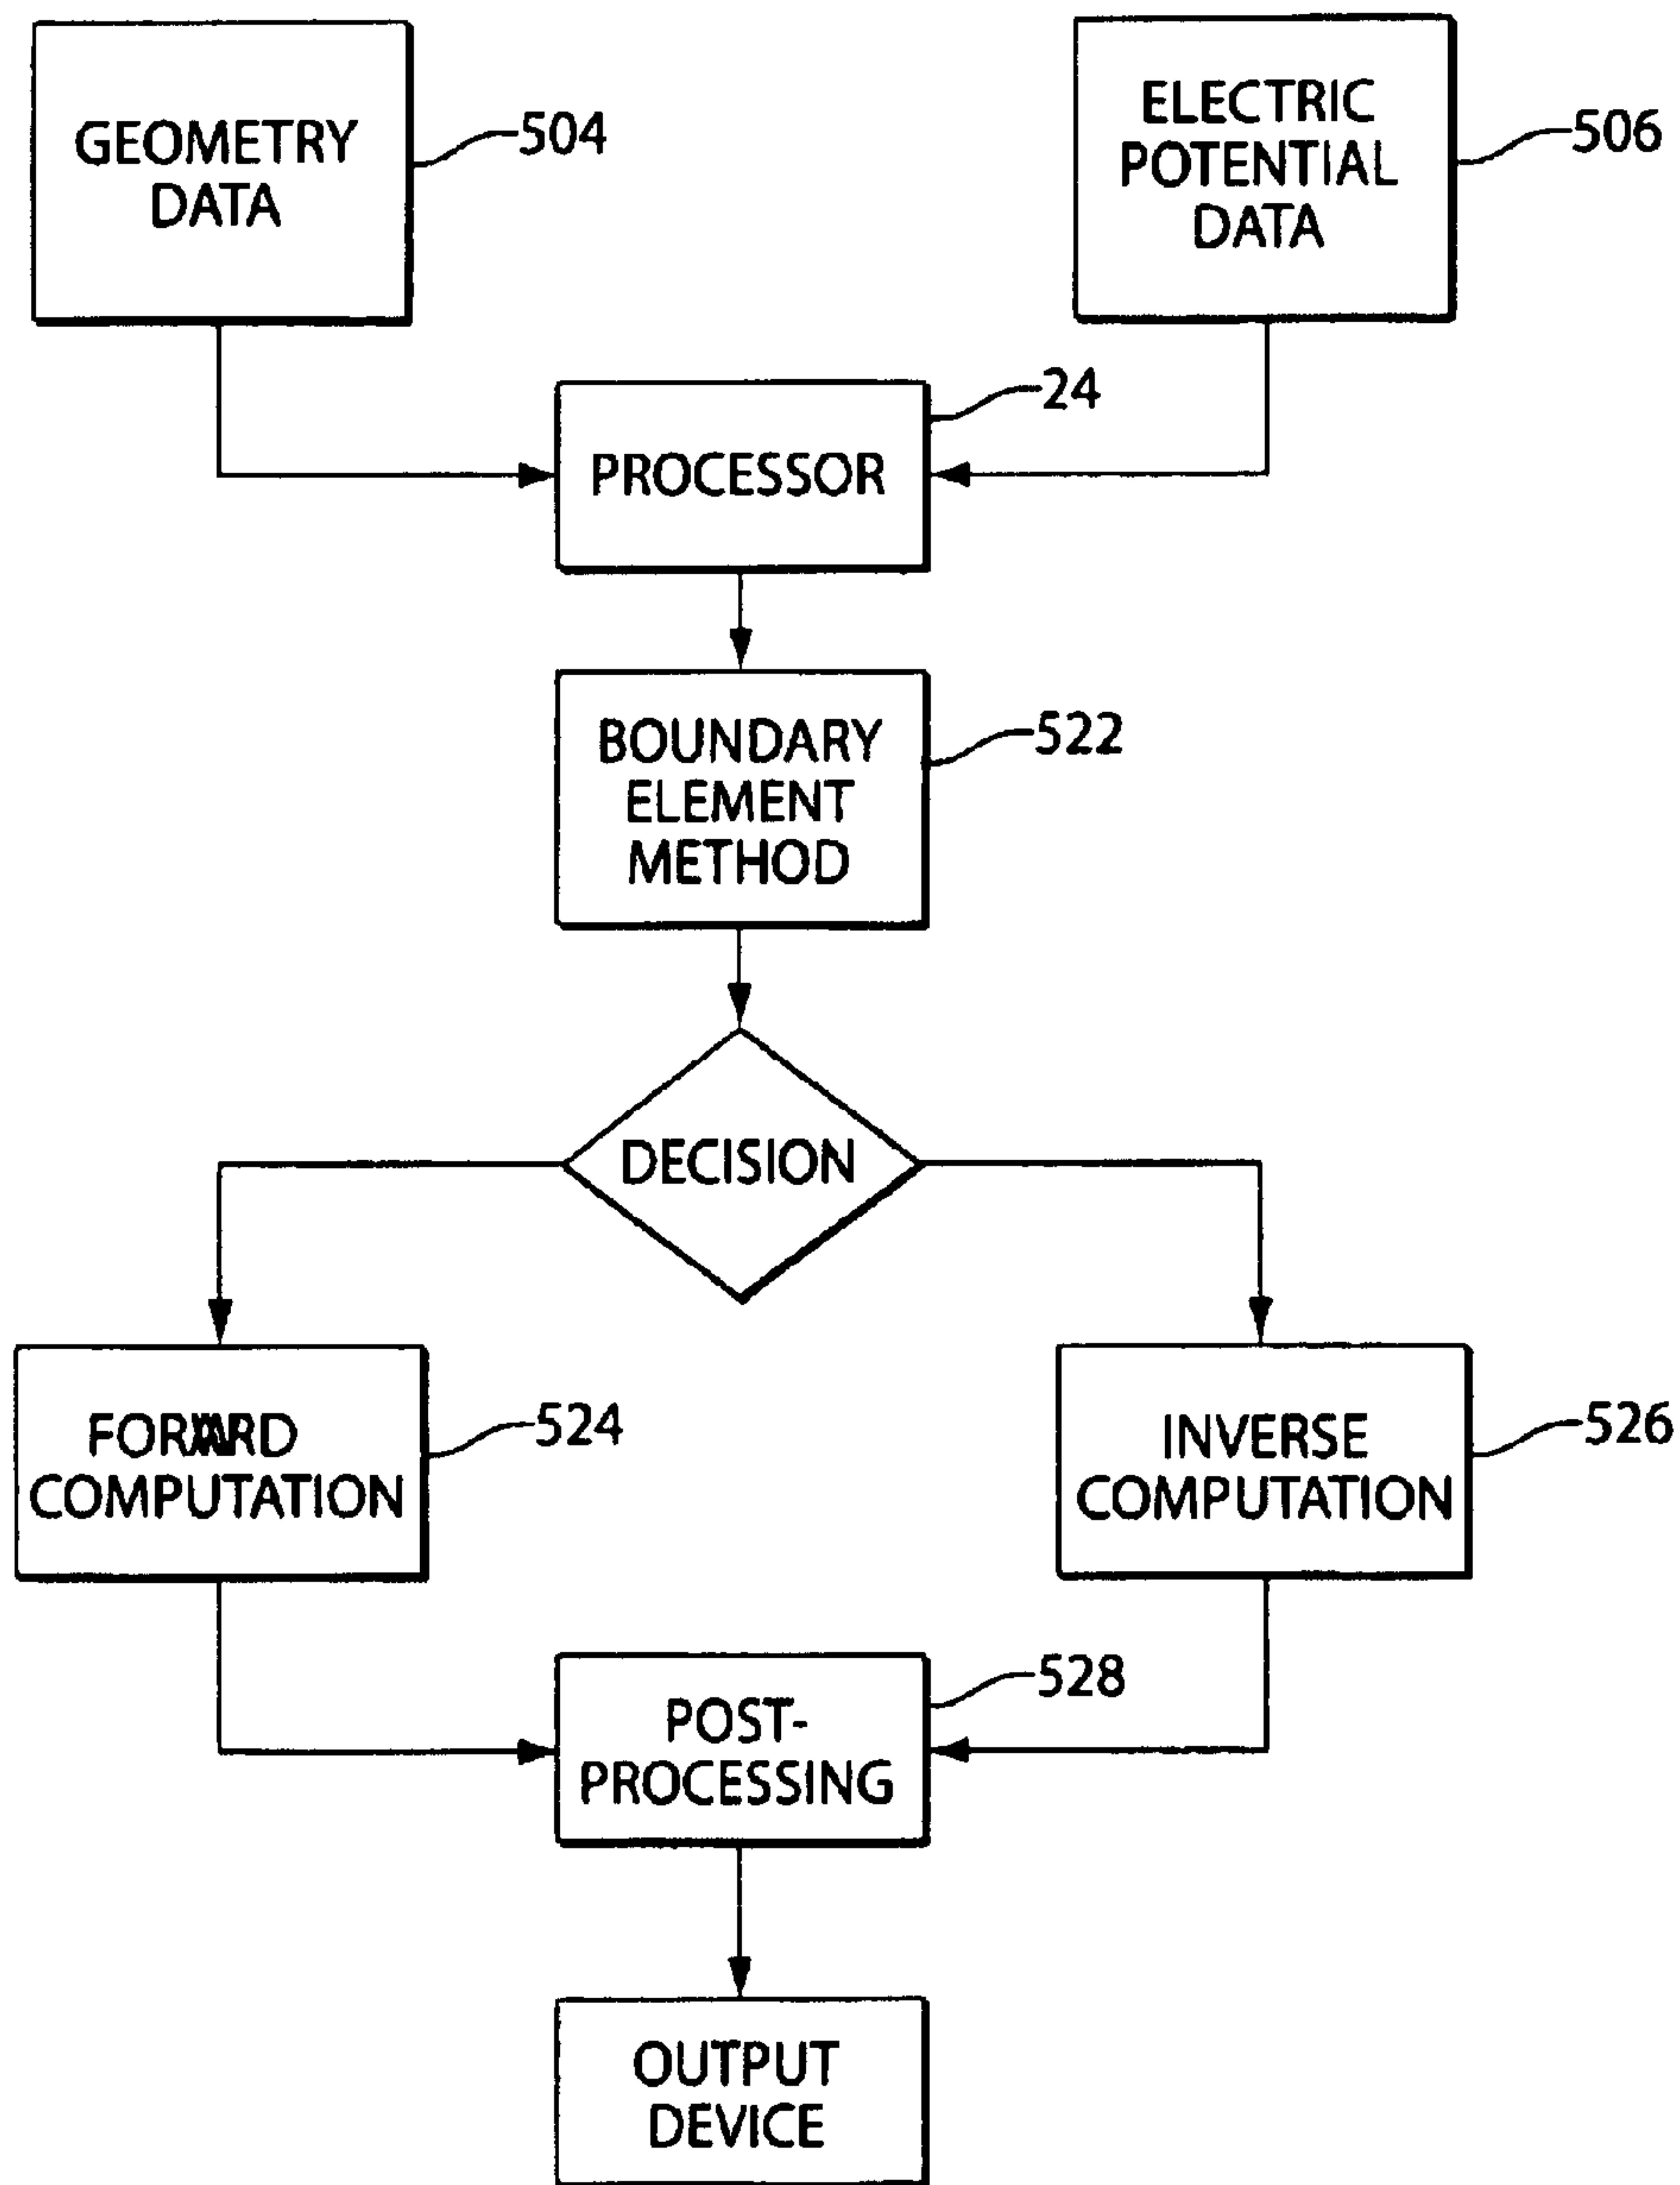 GEOMETRY
DATA
504
ELECTRIC
POTENTIAL
DATA
506
24
PROCESSOR
BOUNDARY
ELEMENT
METHOD
522
DECISION
FORWARD
COMPUTATION
524
INVERSE
COMPUTATION
526
528
POST-
PROCESSING
OUTPUT
DEVICE